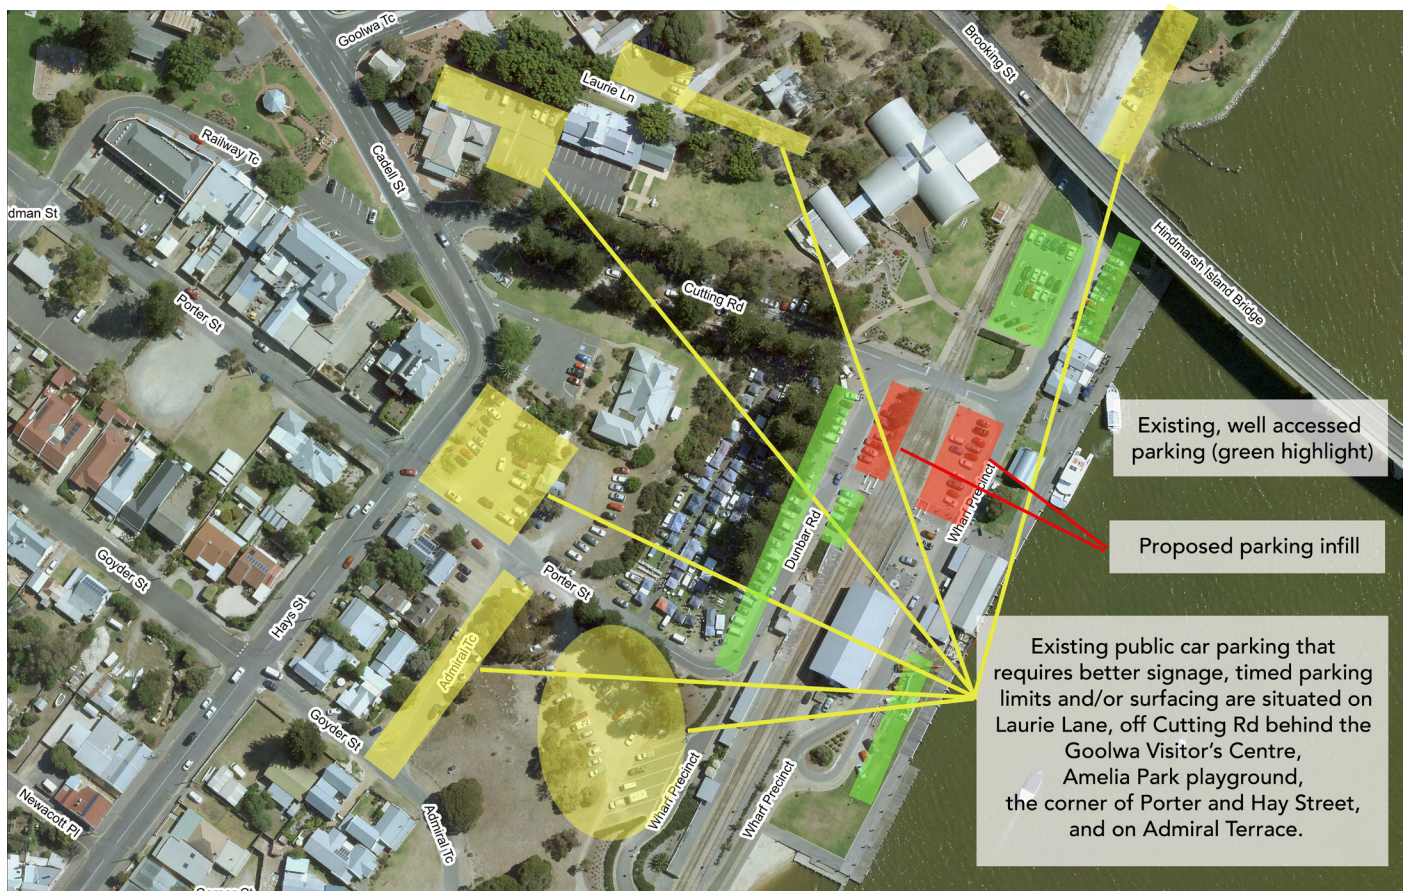 Goolwa Tc
Brooking St
Laurie Ln
Railway Tc
Cadell St
dman St
Hindmarsh Island Bridge
Cutting Rd
Porter St
Existing, well accessed
parking (green highlight)
Wharf Precinct
Dunbar Rd
Proposed parking infill
Goyder St
Porter St
Hays St
Admiral Tc
Existing public car parking that
requires better signage, timed parking
limits and/or surfacing are situated on
Laurie Lane, off Cutting Rd behind the
Goolwa Visitor's Centre,
Amelia Park playground,
the corner of Porter and Hay Street,
and on Admiral Terrace.
Goyder St
Wharf Precinct
Wharf Precinct
Newacott Pl
Admiral Tc